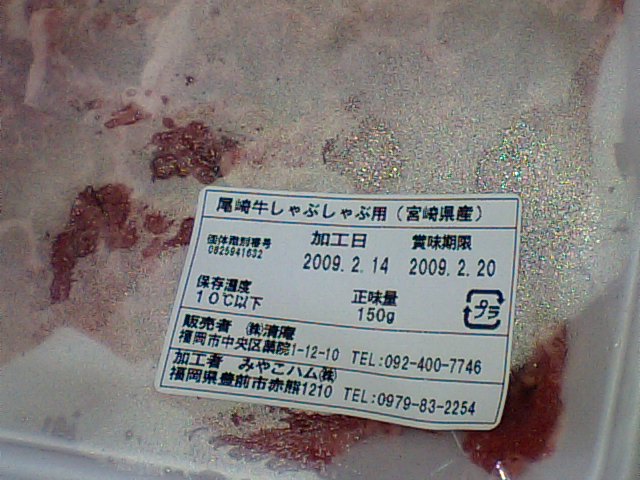 尾崎牛しゃぶしゃぶ用（宮崎県産）
個体識別番号 加工日 賞味期限
0825941632 2009.2.14 2009.2.20
保存温度 正味量
10℃以下 150g
プラ
販売者 ㈱清庵
福岡市中央区薬院1-12-10 TEL:092-400-7746
加工者 みやこハム㈱
福岡県豊前市赤熊1210 TEL:0979-83-2254